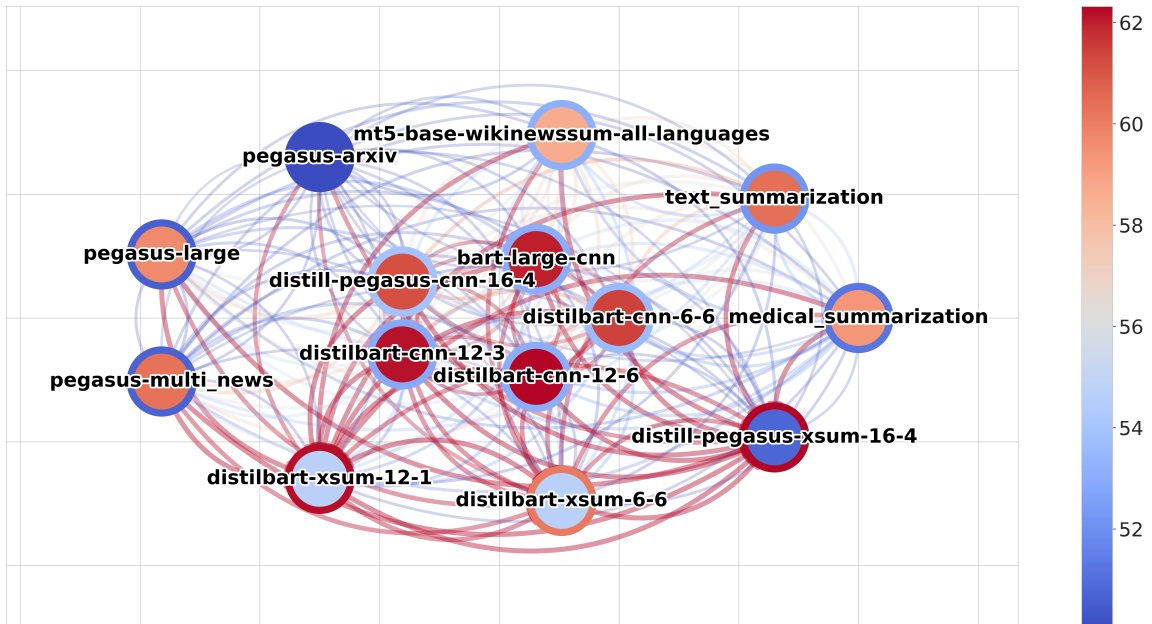 mt5-base-wikinewssum-all-languages
pegasus-arxiv
text_summarization
pegasus-large
bart-large-cnn
distill-pegasus-cnn-16-4
distilbart-cnn-6-6
medical_summarization
distilbart-cnn-12-3
distilbart-cnn-12-6
pegasus-multi_news
distill-pegasus-xsum-16-4
distilbart-xsum-12-1
distilbart-xsum-6-6
62
60
58
56
54
52